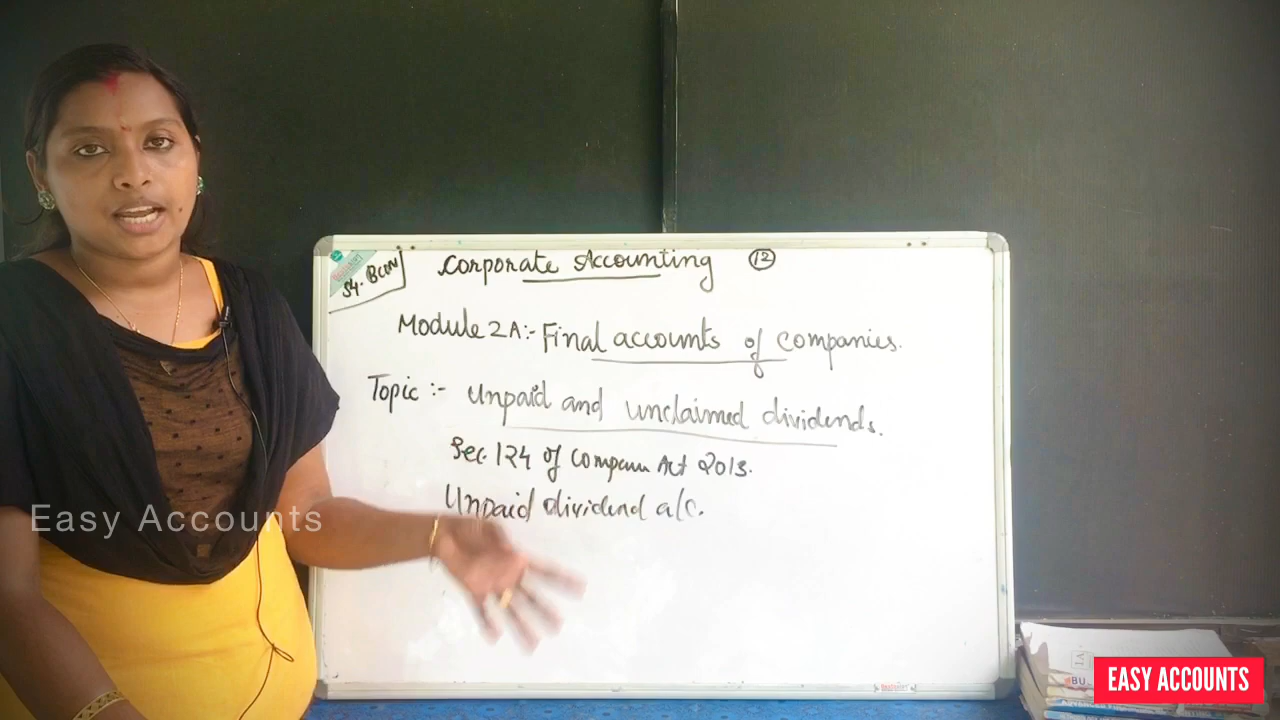 S4. BCOM
Corporate Accounting 12
Module 2A:- Final accounts of companies.
Topic :- Unpaid and unclaimed dividends.
Sec. 124 of Act 2013.
Unpaid dividend a/c.
Easy Accounts
EASY ACCOUNTS